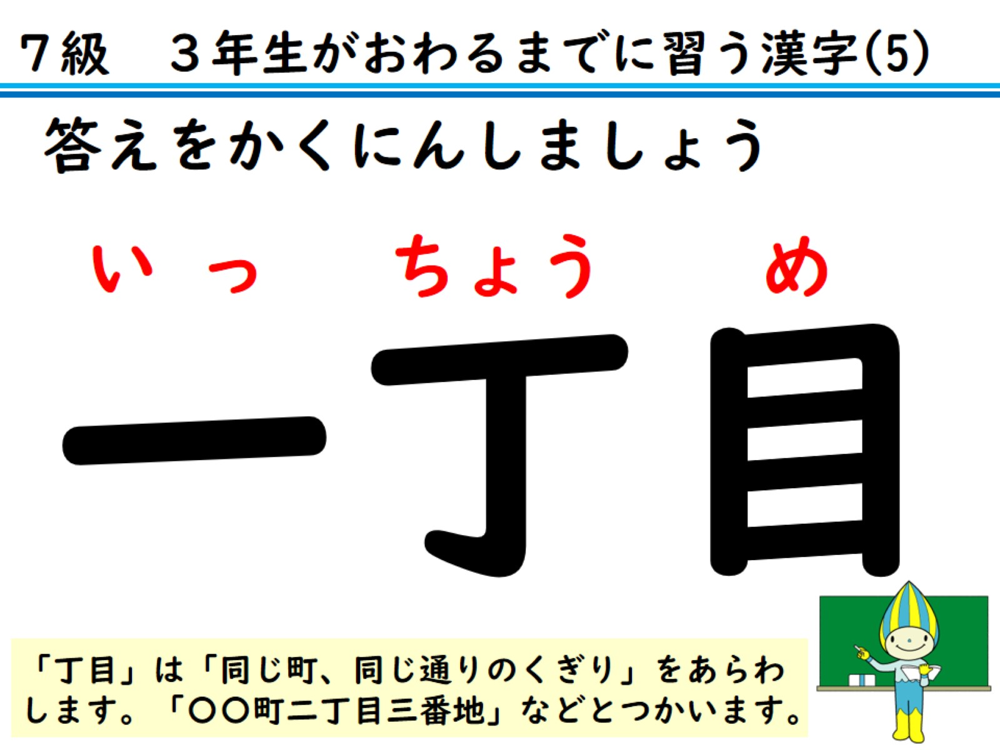 ７級　３年生がおわるまでに習う漢字(5)
答えをかくにんしましょう
いっ　ちょう　め
一丁目
「丁目」は「同じ町、同じ通りのくぎり」をあらわ
します。「〇〇町二丁目三番地」などとつかいます。